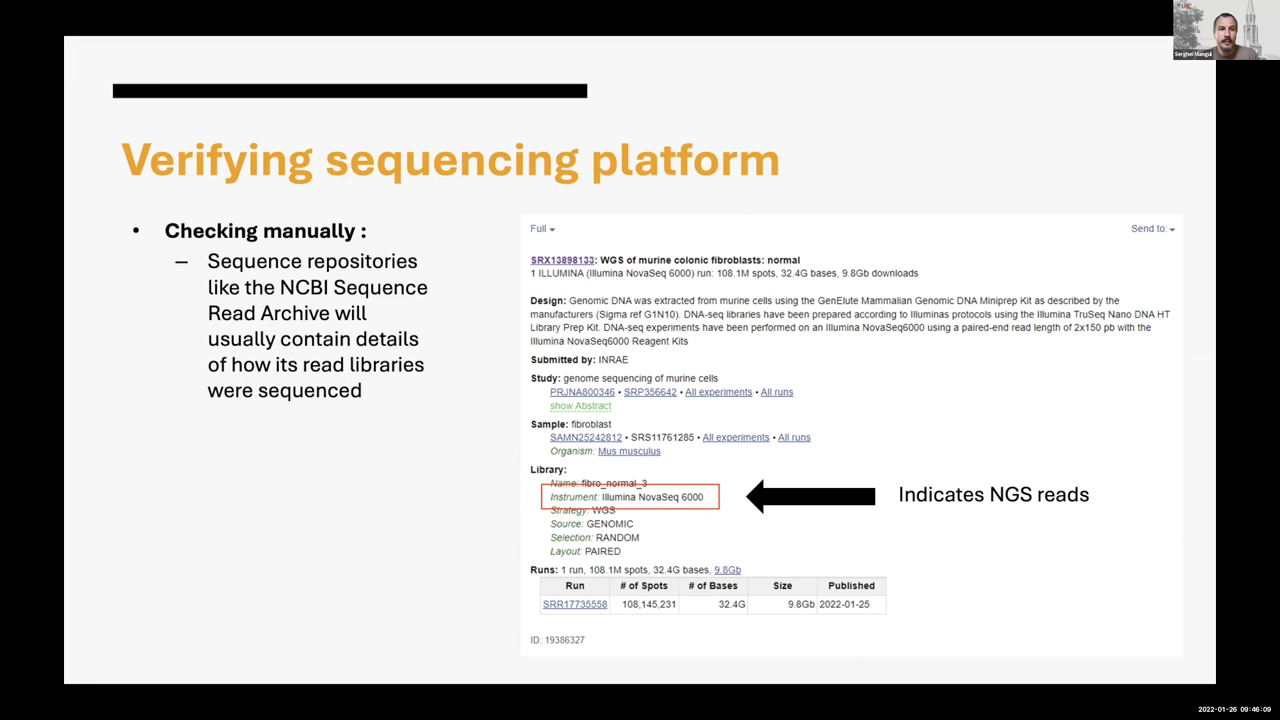 Serghei Mangul
Verifying sequencing platform
• Checking manually :
– Sequence repositories
like the NCBI Sequence
Read Archive will
usually contain details
of how its read libraries
were sequenced
Full
Send to:
SRX13898133: WGS of murine colonic fibroblasts: normal
1 ILLUMINA (Illumina NovaSeq 6000) run: 108.1M spots, 32.4G bases, 9.8Gb downloads
Design: Genomic DNA was extracted from murine cells using the GenElute Mammalian Genomic DNA Miniprep Kit as described by the
manufacturers (Sigma ref G1N10). DNA-seq libraries have been prepared according to Illuminas protocols using the Illumina TruSeq Nano DNA HT
Library Prep Kit. DNA-seq experiments have been performed on an Illumina NovaSeq6000 using a paired-end read length of 2x150 pb with the
Illumina NovaSeq6000 Reagent Kits
Submitted by: INRAE
Study: genome sequencing of murine cells
PRJNA800346 • SRP356642 • All experiments • All runs
show Abstract
Sample: fibroblast
SAMN25242812 • SRS11761285 • All experiments • All runs
Organism: Mus musculus
Library:
Name: fibro_normal_3
Instrument: Illumina NovaSeq 6000
Strategy: WGS
Source: GENOMIC
Selection: RANDOM
Layout: PAIRED
Indicates NGS reads
Runs: 1 run, 108.1M spots, 32.4G bases, 9.8Gb
Run # of Spots # of Bases Size Published
SRR17735558 108,145,231 32.4G 9.8Gb 2022-01-25
ID: 19386327
2022-01-26 09:46:09